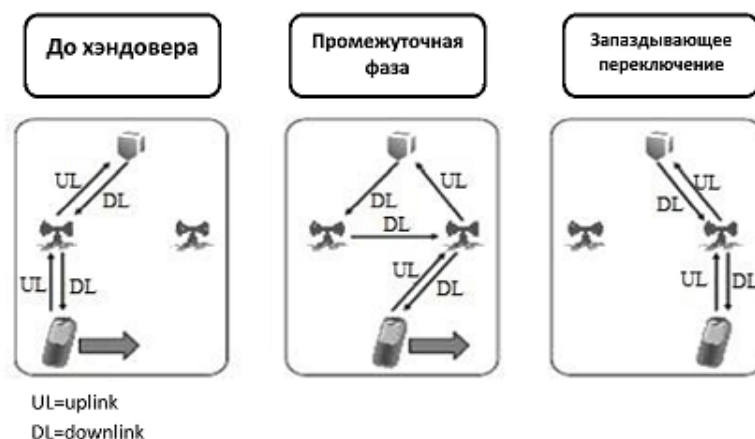 До хэндовера
Промежуточная
фаза
Запаздывающее
переключение
UL
DL
UL
DL
DL
UL
DL
UL
DL
UL
DL
UL
DL
UL=uplink
DL=downlink